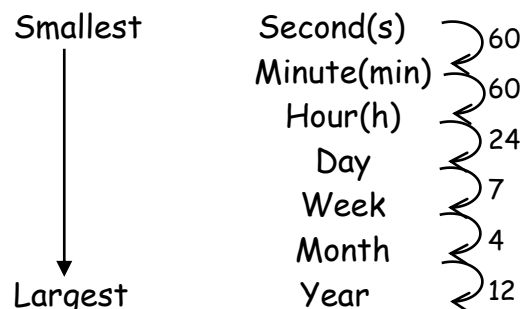 Smallest Second(s)
60
Minute(min)
60
Hour(h)
24
Day
7
Week
4
Month
12
Largest Year